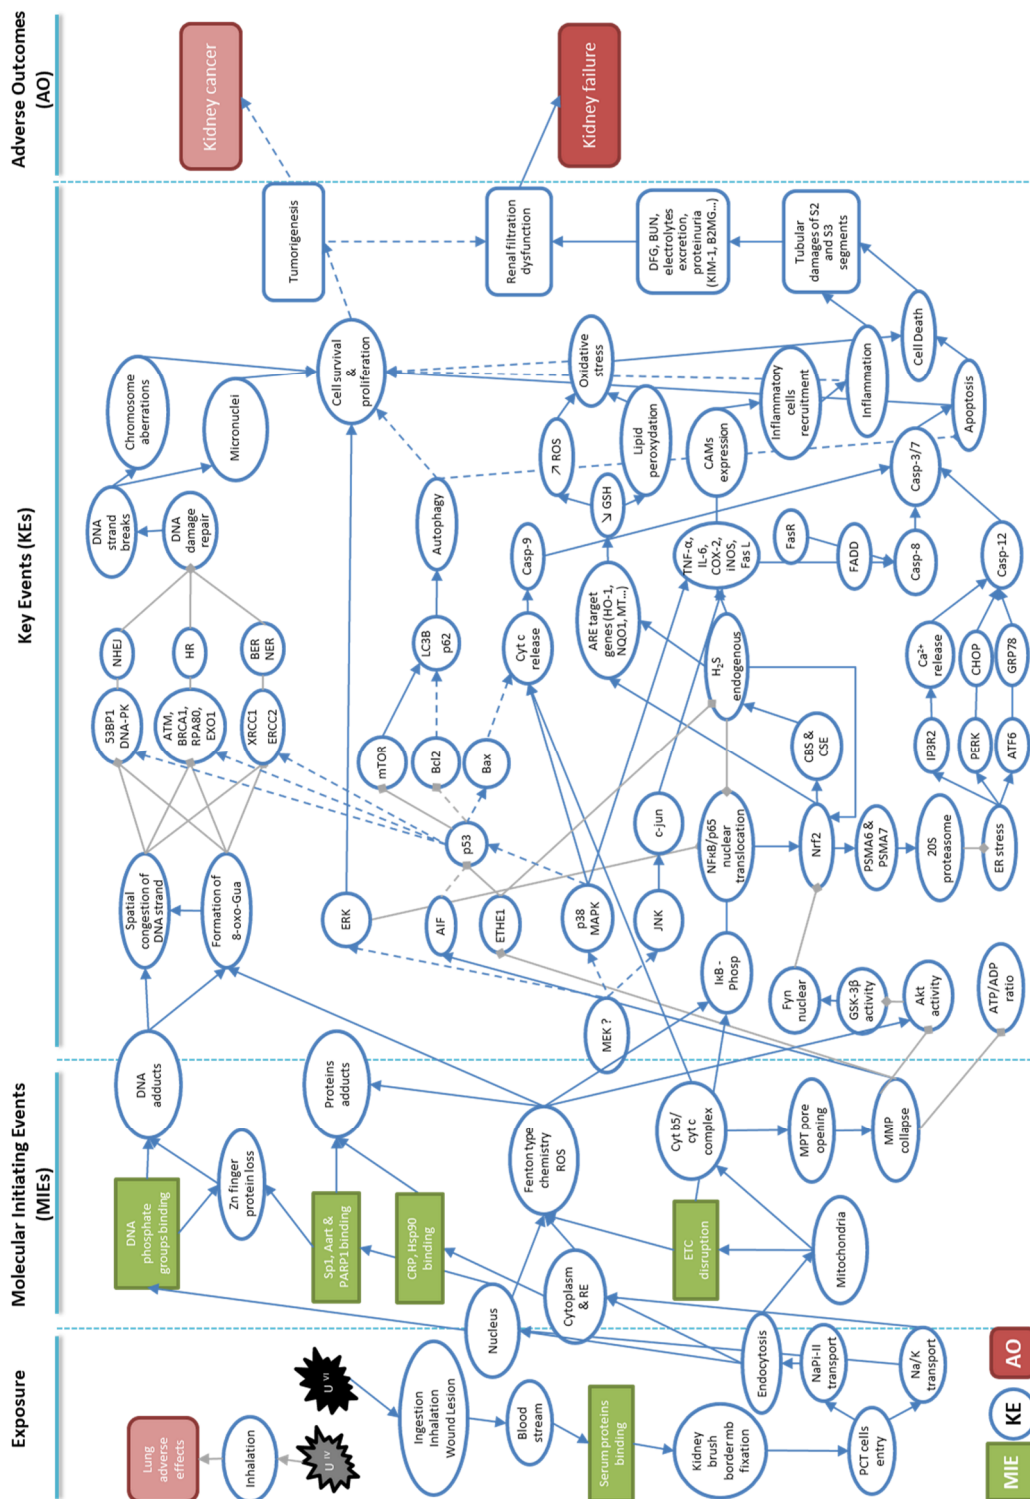 Exposure
Molecular Initiating Events
(MIEs)
Key Events (KEs)
Adverse Outcomes
(AO)
Lung
adverse
effects
Inhalation
U IV
U VI
Ingestion
Inhalation
Wound Lesion
Blood
stream
Serum proteins
binding
Kidney
brush
border mb
fixation
PCT cells
entry
NaPi-II
transport
Na/K
transport
Endocytosis
Nucleus
Cytoplasm
& RE
Mitochondria
DNA
phosphate
groups binding
Zn finger
protein loss
Sp1, Aart &
PARP1 binding
CRP, Hsp90
binding
ETC
disruption
DNA
adducts
Proteins
adducts
Fenton type
chemistry
ROS
Cyt b5/
cyt c
complex
MPT pore
opening
MMP
collapse
Spatial
congestion of
DNA strand
Formation of
8-oxo-Gua
ERK
AIF
ETHE1
MEK ?
p38
MAPK
JNK
IκB -
Phosp
Fyn
nuclear
GSK-3β
activity
Akt
activity
ATP/ADP
ratio
53BP1
DNA-PK
ATM,
BRCA1,
RPA80,
EXO1
XRCC1
ERCC2
NHEJ
HR
BER
NER
DNA
strand
breaks
DNA
damage
repair
Chromosome
aberrations
Micronuclei
p53
mTOR
Bcl2
Bax
LC3B
p62
Autophagy
Cyt c
release
Casp-9
c-jun
NFκB/p65
nuclear
translocation
Nrf2
PSMA6 &
PSMA7
20S
proteasome
ER stress
CBS &
CSE
H₂S
endogenous
ARE target
genes (HO-1,
NQO1, MT...)
↘ GSH
↗ ROS
Lipid
peroxydation
Oxidative
stress
TNF-α,
IL-6,
COX-2,
iNOS,
Fas L
CAMs
expression
Inflammatory
cells
recruitment
Inflammation
FasR
FADD
Casp-8
Casp-3/7
Casp-12
IP3R2
PERK
ATF6
Ca²⁺
release
CHOP
GRP78
Apoptosis
Cell Death
Cell survival
&
proliferation
Tumorigenesis
Renal filtration
dysfunction
DFG, BUN,
electrolytes
excretion,
proteinuria
(KIM-1, B2MG...)
Tubular
damages of S2
and S3
segments
Kidney cancer
Kidney failure
MIE
KE
AO